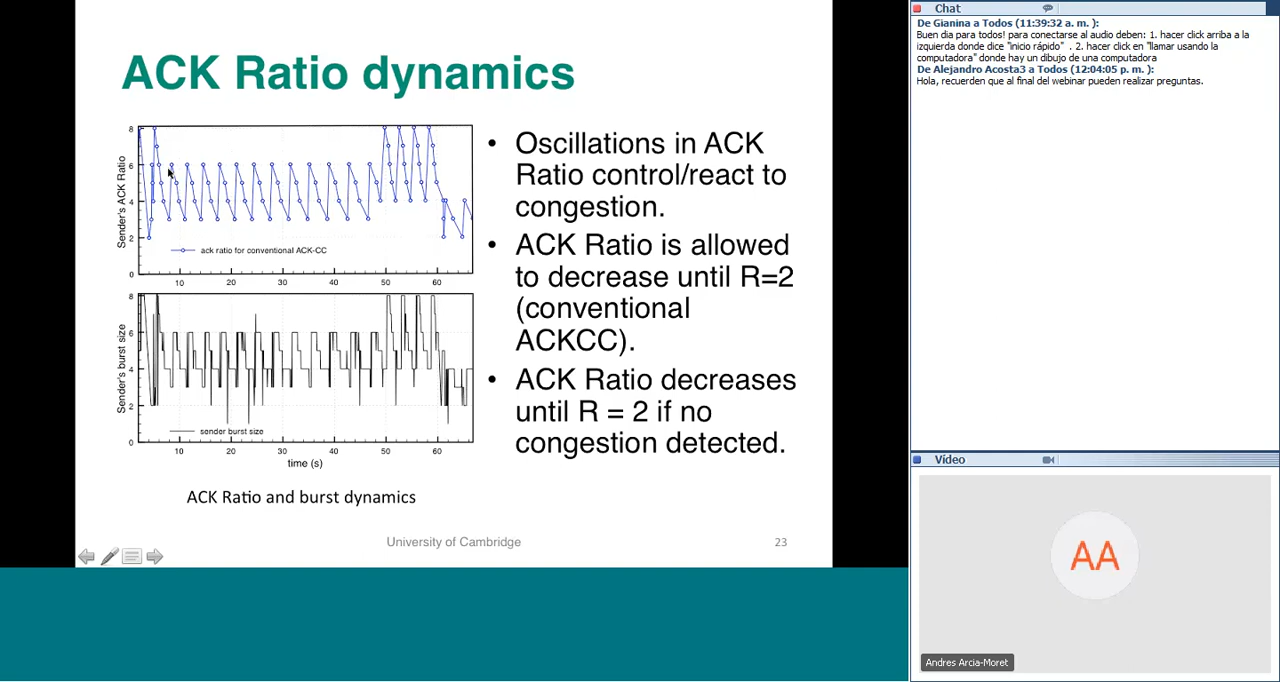 ACK Ratio dynamics
8
6
4
2
0
Sender's ACK Ratio
ack ratio for conventional ACK-CC
10 20 30 40 50 60
8
6
4
2
0
Sender's burst size
sender burst size
10 20 30 40 50 60
time (s)
ACK Ratio and burst dynamics
• Oscillations in ACK
Ratio control/react to
congestion.
• ACK Ratio is allowed
to decrease until R=2
(conventional
ACKCC).
• ACK Ratio decreases
until R = 2 if no
congestion detected.
University of Cambridge
23
Chat
De Gianina a Todos (11:39:32 a. m. ):
Buen dia para todos! para conectarse al audio deben: 1. hacer click arriba a la
izquierda donde dice "inicio rápido" . 2. hacer click en "llamar usando la
computadora" donde hay un dibujo de una computadora
De Alejandro Acosta3 a Todos (12:04:05 p. m. ):
Hola, recuerden que al final del webinar pueden realizar preguntas.
Vídeo
AA
Andres Arcia-Moret